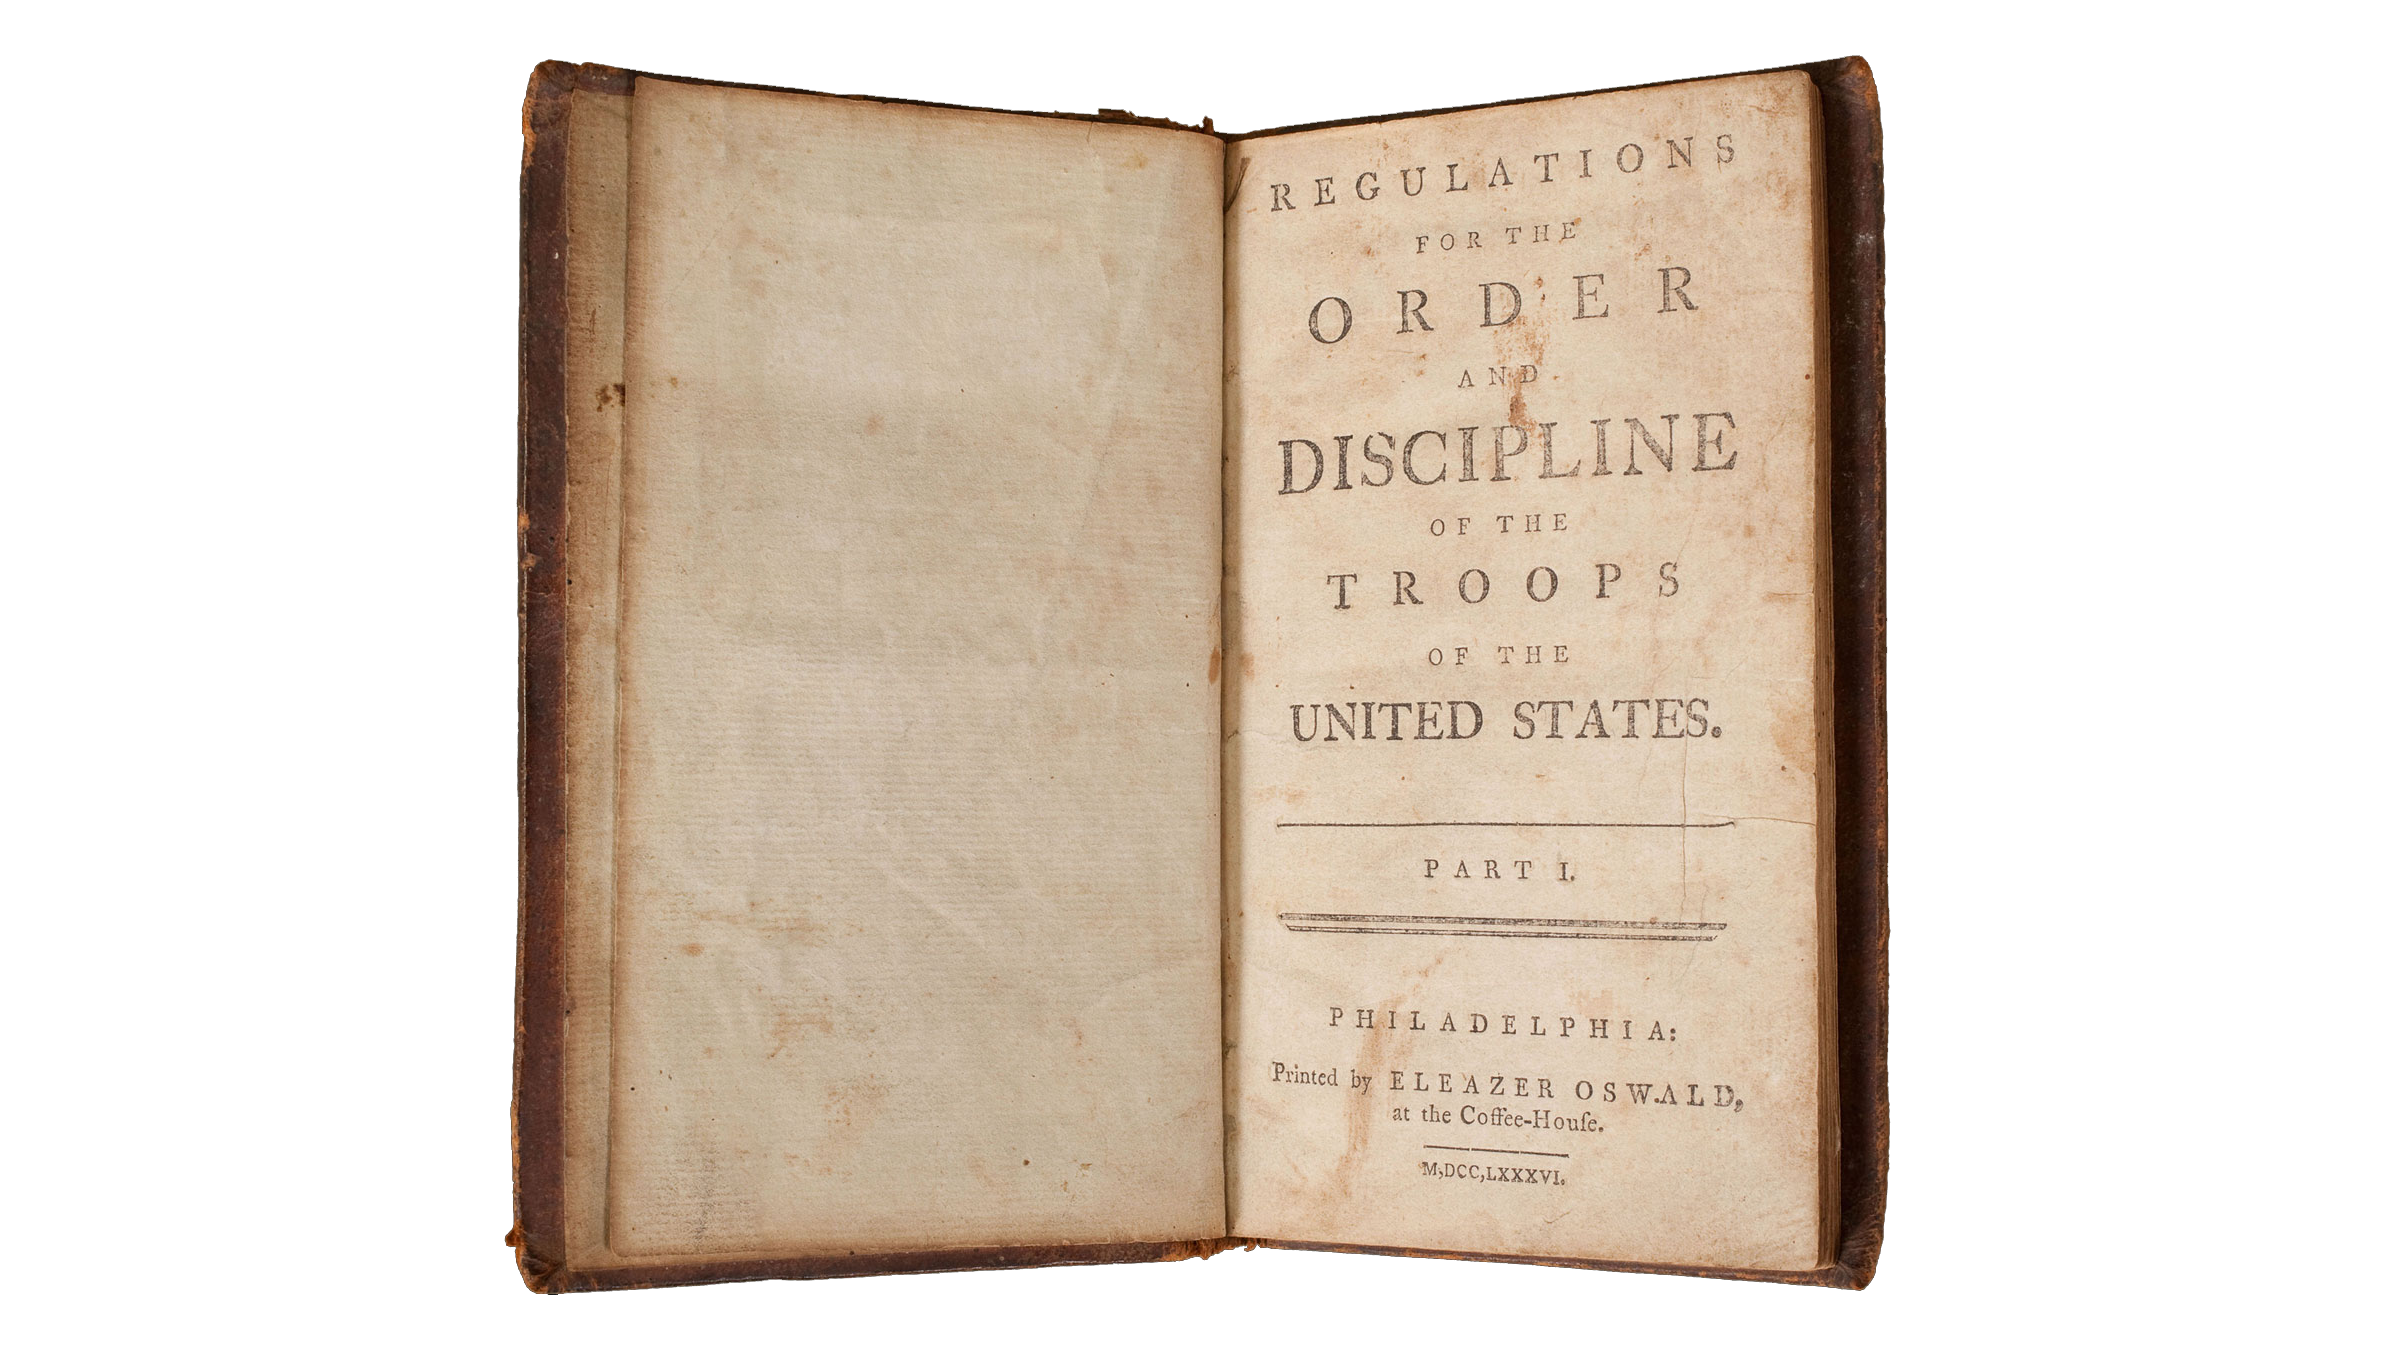 REGULATIONS
FOR THE
ORDER
AND
DISCIPLINE
OF THE
TROOPS
OF THE
UNITED STATES.
PART I.
PHILADELPHIA:
Printed by ELEAZER OSWALD,
at the Coffee-Houſe.
M,DCC,LXXXVI.